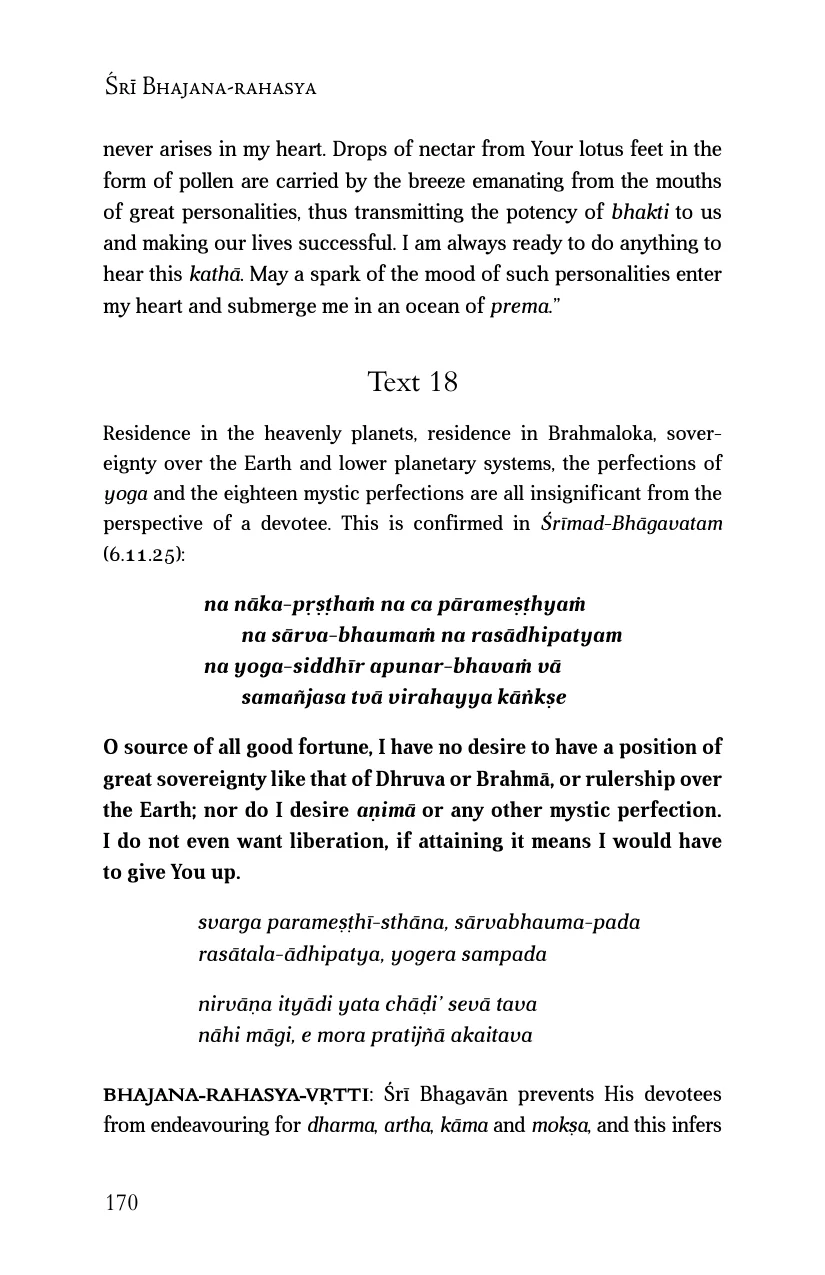 Śrī Bhajana-rahasya
never arises in my heart. Drops of nectar from Your lotus feet in the
form of pollen are carried by the breeze emanating from the mouths
of great personalities, thus transmitting the potency of bhakti to us
and making our lives successful. I am always ready to do anything to
hear this kathā. May a spark of the mood of such personalities enter
my heart and submerge me in an ocean of prema.”
Text 18
Residence in the heavenly planets, residence in Brahmaloka, sover-
eignty over the Earth and lower planetary systems, the perfections of
yoga and the eighteen mystic perfections are all insignificant from the
perspective of a devotee. This is confirmed in Śrīmad-Bhāgavatam
(6.11.25):
na nāka-pṛṣṭhaṁ na ca pārameṣṭhyaṁ
na sārva-bhaumaṁ na rasādhipatyam
na yoga-siddhīr apunar-bhavaṁ vā
samañjasa tvā virahayya kāṅkṣe
O source of all good fortune, I have no desire to have a position of
great sovereignty like that of Dhruva or Brahmā, or rulership over
the Earth; nor do I desire aṇimā or any other mystic perfection.
I do not even want liberation, if attaining it means I would have
to give You up.
svarga parameṣṭhī-sthāna, sārvabhauma-pada
rasātala-ādhipatya, yogera sampada
nirvāṇa ityādi yata chāḍi’ sevā tava
nāhi māgi, e mora pratijñā akaitava
BHAJANA-RAHASYA-VṚTTI: Śrī Bhagavān prevents His devotees
from endeavouring for dharma, artha, kāma and mokṣa, and this infers
170